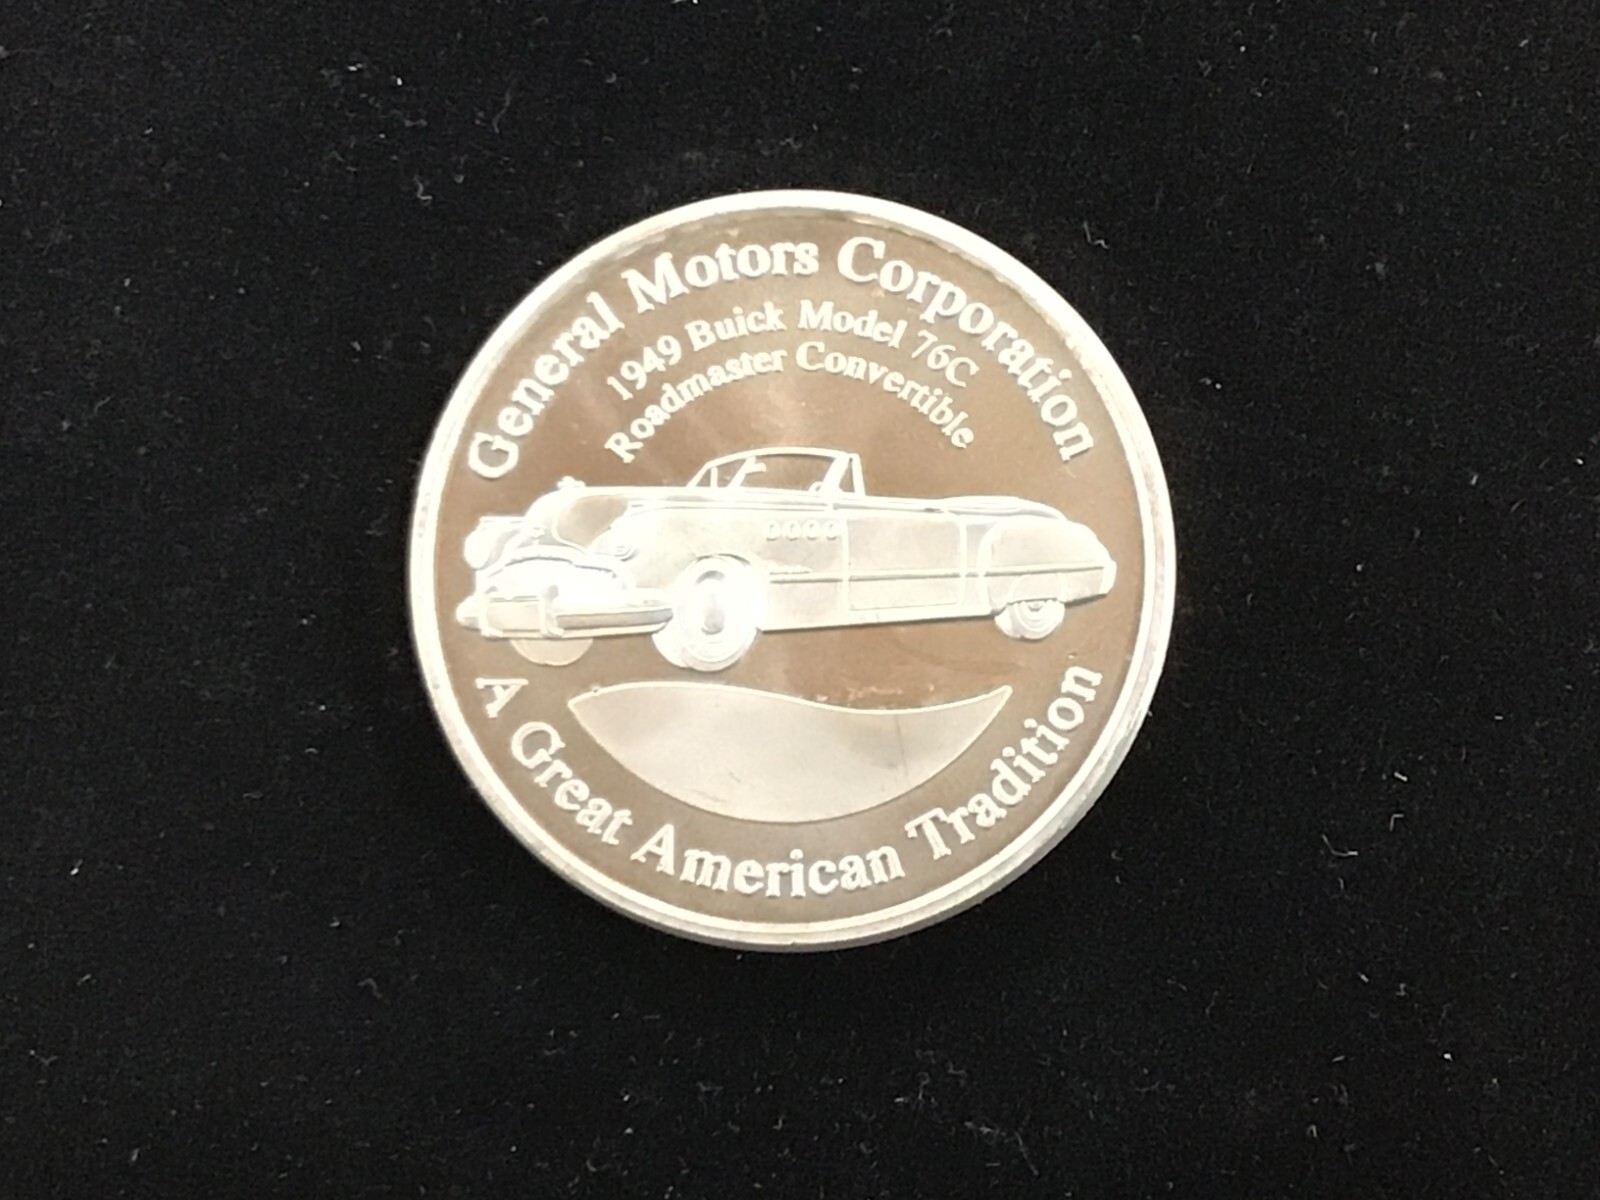 General Motors Corporation
1949 Buick Model 76C
Roadmaster Convertible
A Great American Tradition